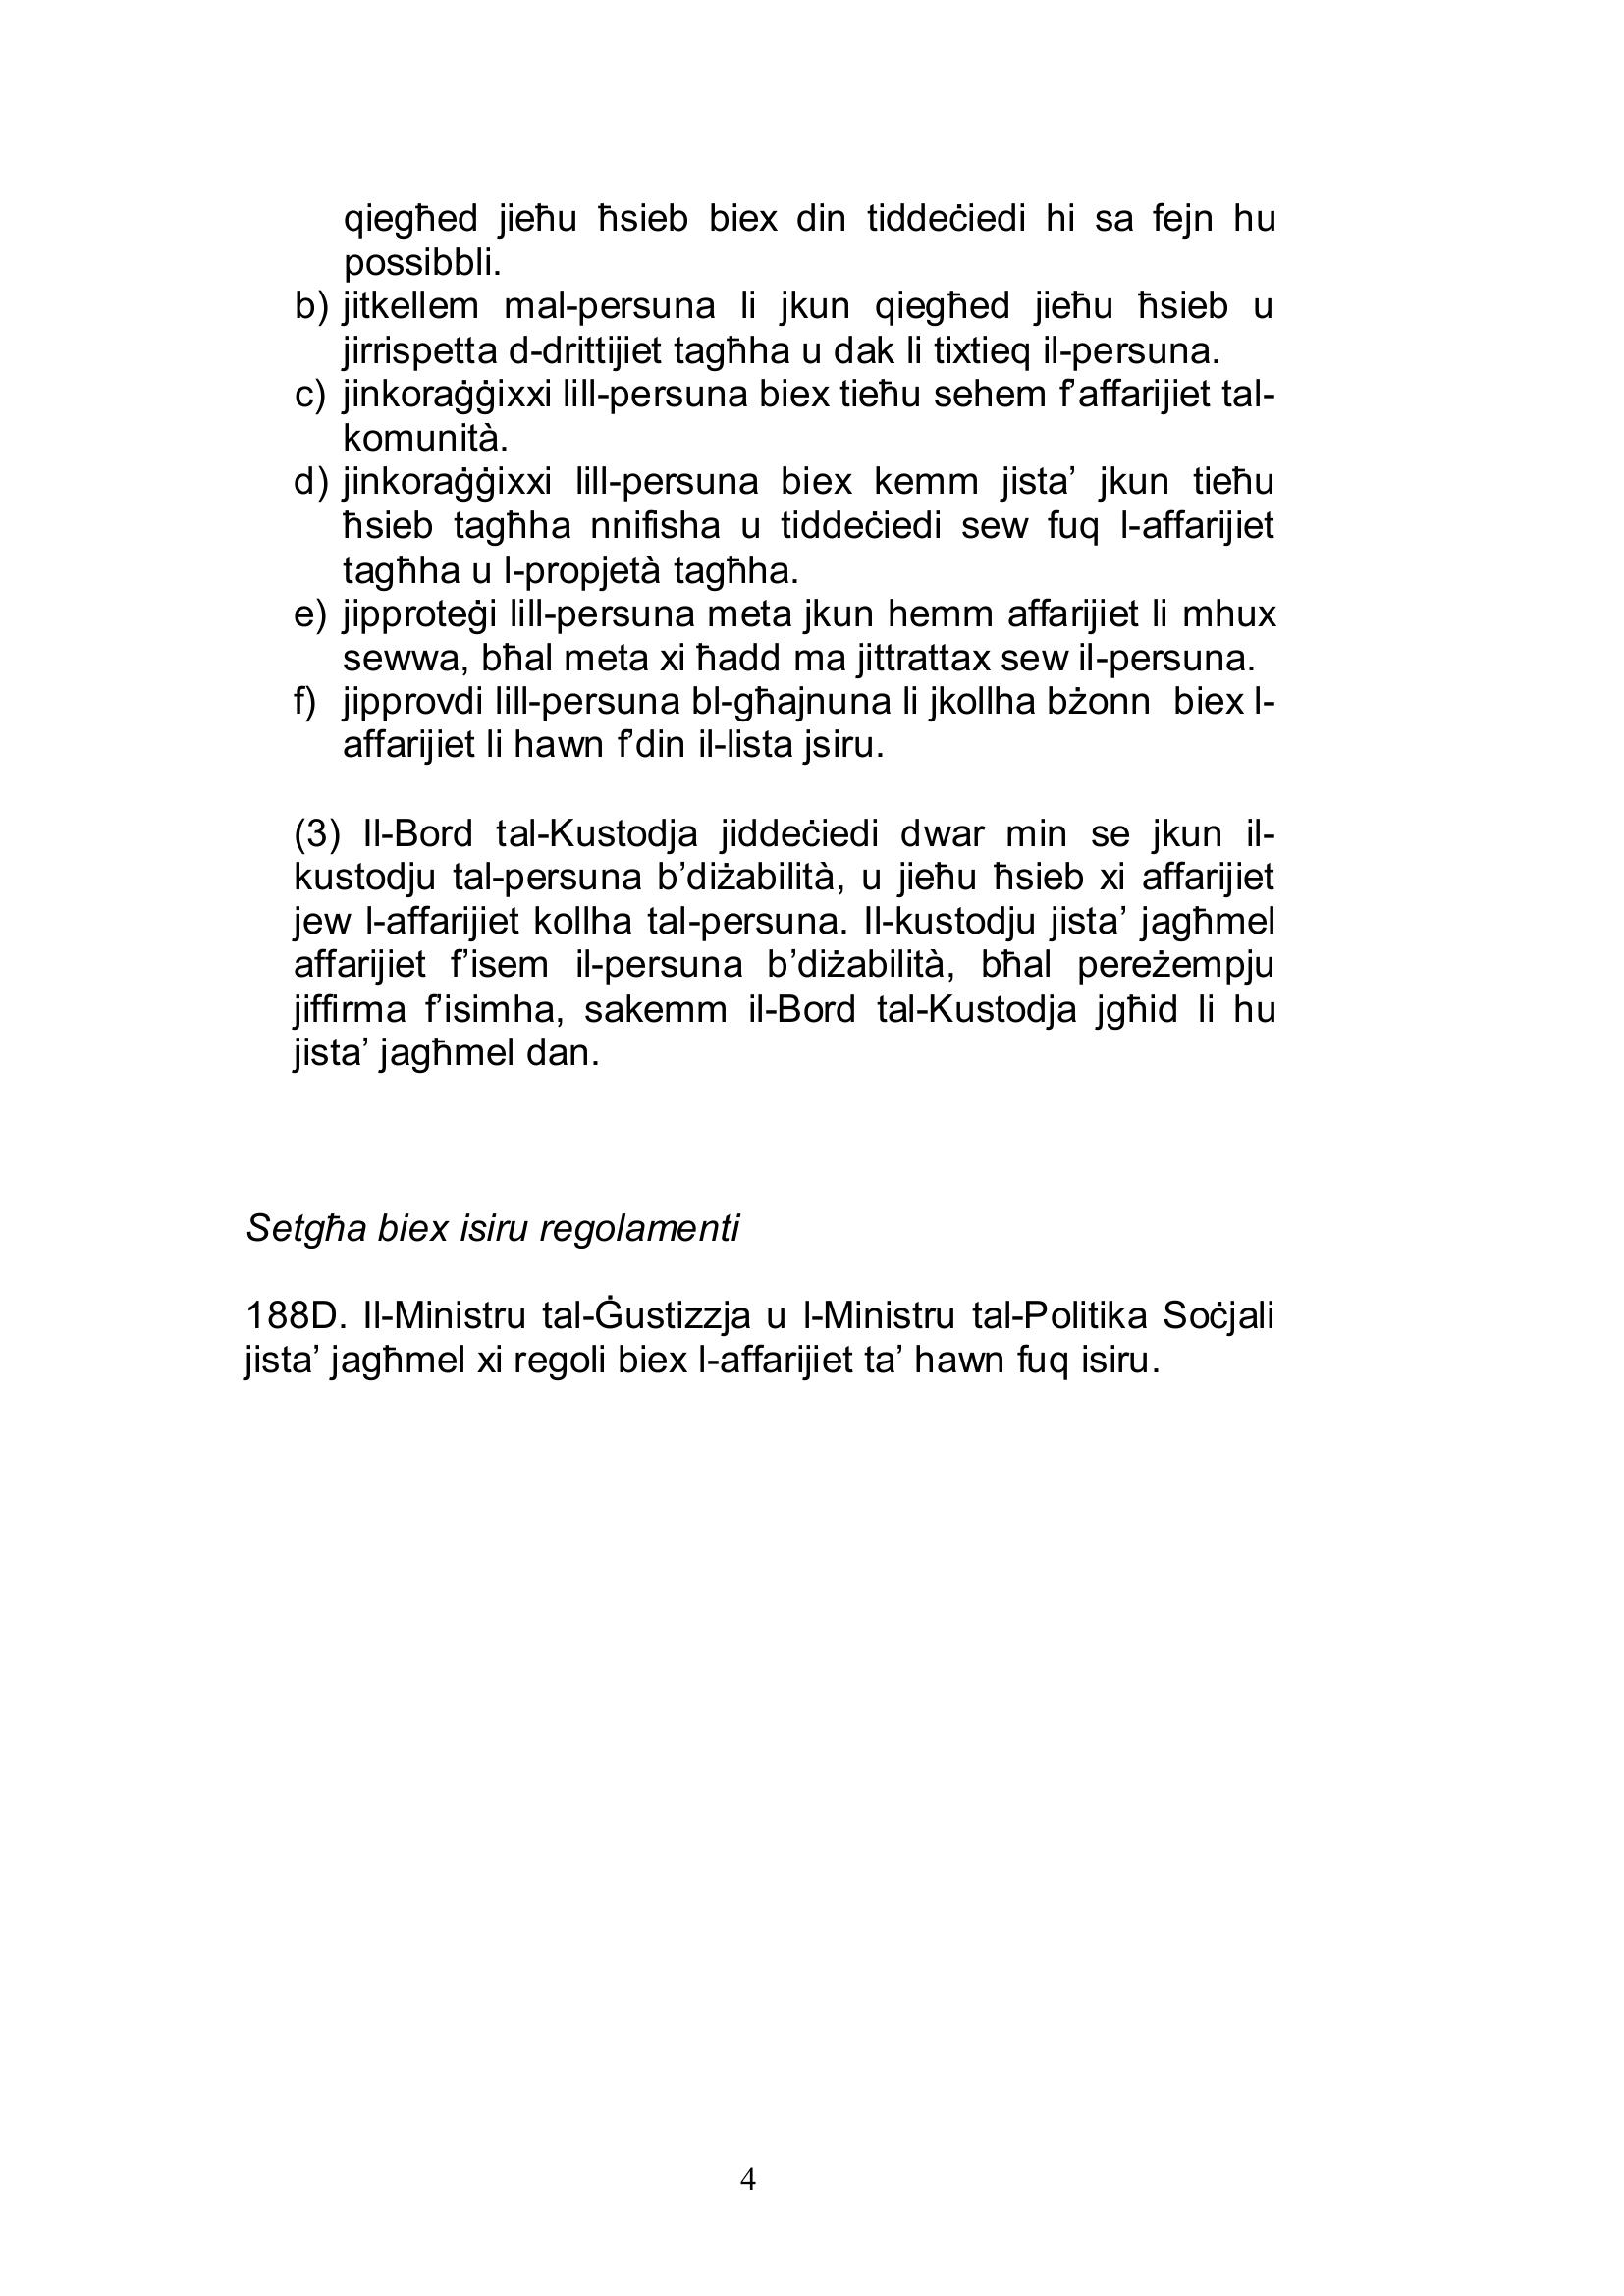 qiegħed jieħu ħsieb biex din tiddeċiedi hi sa fejn hu
possibbli.
b) jitkellem mal-persuna li jkun qiegħed jieħu ħsieb u
jirrispetta d-drittijiet tagħha u dak li tixtieq il-persuna.
c) jinkoraġġixxi lill-persuna biex tieħu sehem f’affarijiet tal-
komunità.
d) jinkoraġġixxi lill-persuna biex kemm jista’ jkun tieħu
ħsieb tagħha nnifisha u tiddeċiedi sew fuq l-affarijiet
tagħha u l-propjetà tagħha.
e) jipproteġi lill-persuna meta jkun hemm affarijiet li mhux
sewwa, bħal meta xi ħadd ma jittrattax sew il-persuna.
f) jipprovdi lill-persuna bl-għajnuna li jkollha bżonn  biex l-
affarijiet li hawn f’din il-lista jsiru.
(3) Il-Bord tal-Kustodja jiddeċiedi dwar min se jkun il-
kustodju tal-persuna b’diżabilità, u jieħu ħsieb xi affarijiet
jew l-affarijiet kollha tal-persuna. Il-kustodju jista’ jagħmel
affarijiet f’isem il-persuna b’diżabilità, bħal pereżempju
jiffirma f’isimha, sakemm il-Bord tal-Kustodja jgħid li hu
jista’ jagħmel dan.
Setgħa biex isiru regolamenti
188D. Il-Ministru tal-Ġustizzja u l-Ministru tal-Politika Soċjali
jista’ jagħmel xi regoli biex l-affarijiet ta’ hawn fuq isiru.
4